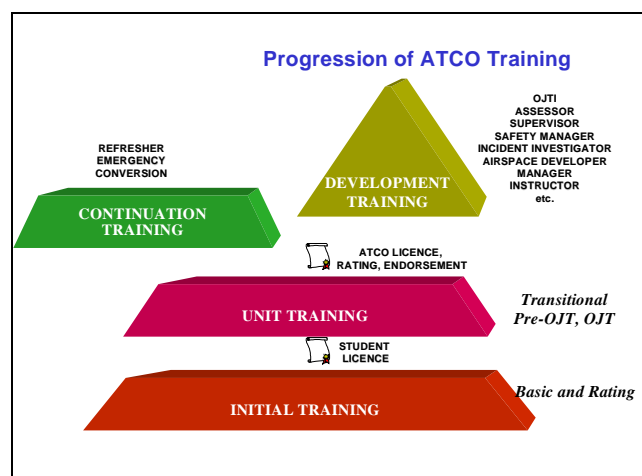 Progression of ATCO Training
OJTI
ASSESSOR
SUPERVISOR
SAFETY MANAGER
INCIDENT INVESTIGATOR
AIRSPACE DEVELOPER
MANAGER
INSTRUCTOR
etc.
REFRESHER
EMERGENCY
CONVERSION
DEVELOPMENT
TRAINING
CONTINUATION
TRAINING
ATCO LICENCE,
RATING, ENDORSEMENT
UNIT TRAINING
Transitional
Pre-OJT, OJT
STUDENT
LICENCE
INITIAL TRAINING
Basic and Rating